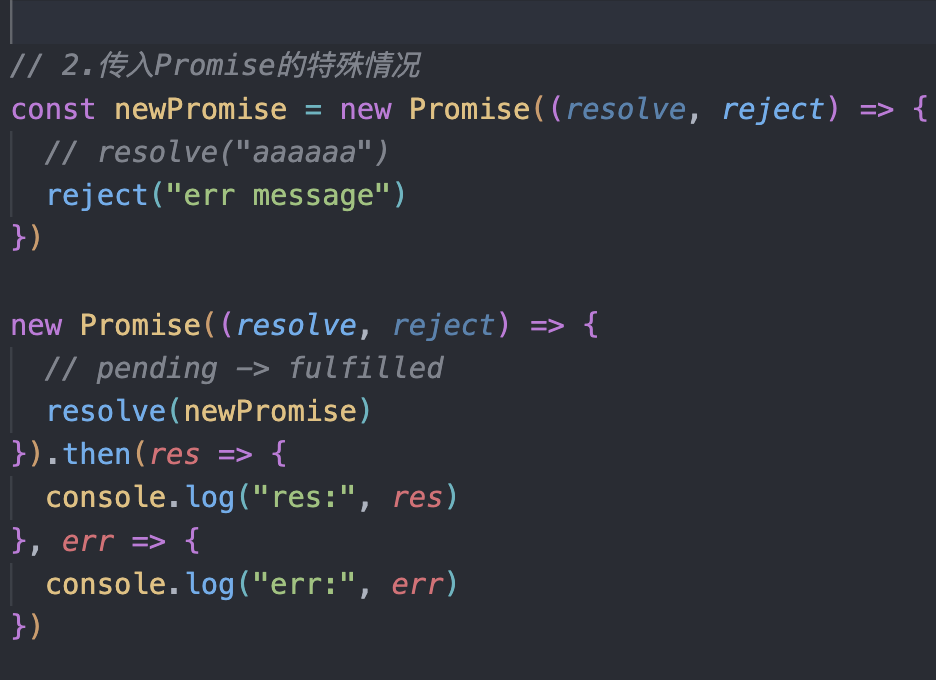 // 2.传入Promise的特殊情况
const newPromise = new Promise((resolve, reject) => {
  // resolve("aaaaaa")
  reject("err message")
})

new Promise((resolve, reject) => {
  // pending -> fulfilled
  resolve(newPromise)
}).then(res => {
  console.log("res:", res)
}, err => {
  console.log("err:", err)
})